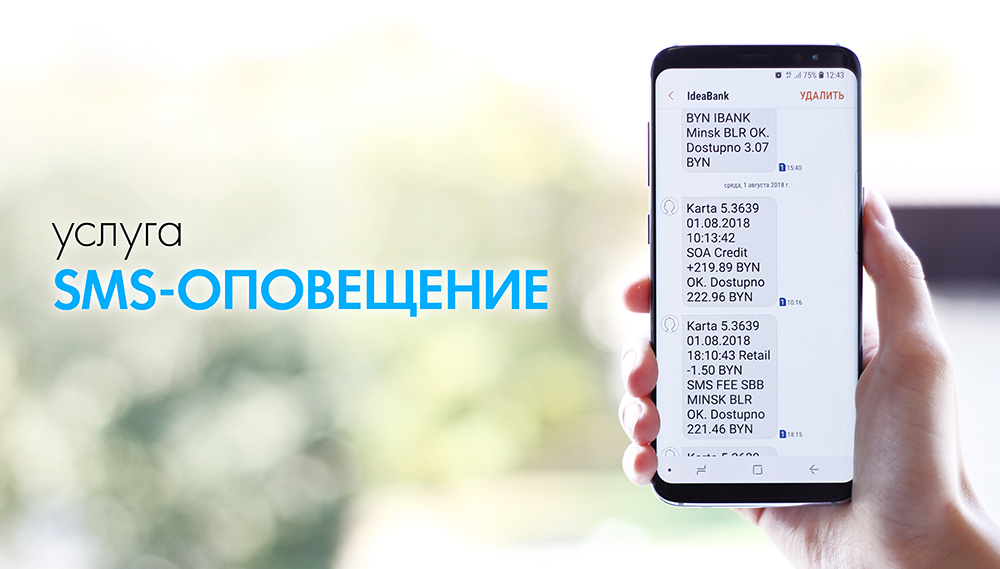 услуга
SMS-ОПОВЕЩЕНИЕ
75% 12:43
IdeaBank УДАЛИТЬ
BYN IBANK
Minsk BLR OK.
Dostupno 3.07
BYN
1 15:40
среда, 1 августа 2018 г.
Karta 5.3639
01.08.2018
10:13:42
SOA Credit
+219.89 BYN
OK. Dostupno
222.96 BYN
1 10:16
Karta 5.3639
01.08.2018
18:10:43 Retail
-1.50 BYN
SMS FEE SBB
MINSK BLR
OK. Dostupno
221.46 BYN
1 18:15
Karta 5.3639